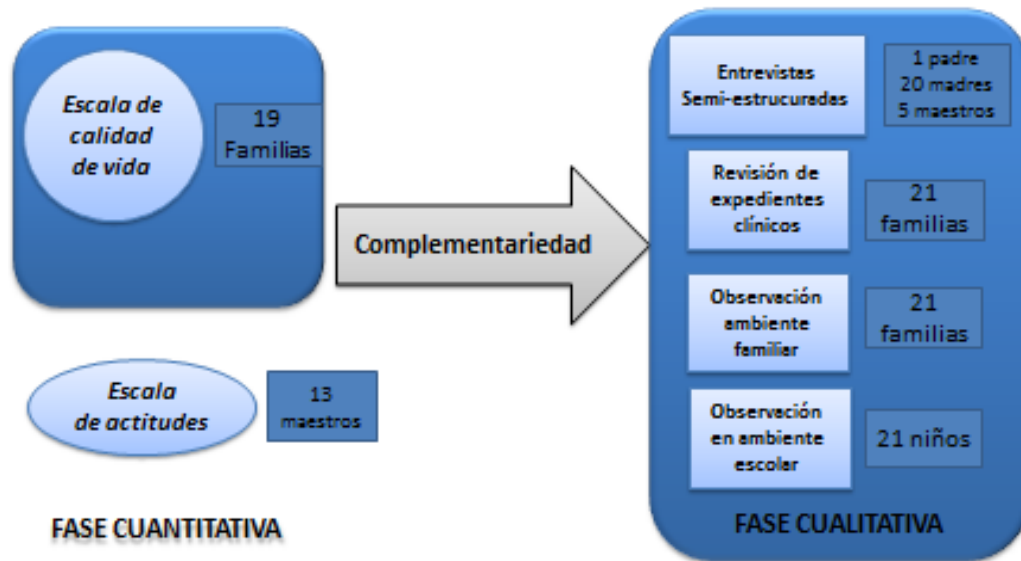 Escala de
calidad
de vida
19
Familias
Escala
de actitudes
13
maestros
FASE CUANTITATIVA
Complementariedad
Entrevistas
Semi-estrucuradas
1 padre
20 madres
5 maestros
Revisión de
expedientes
clínicos
21
familias
Observación
ambiente
familiar
21
familias
Observación
en ambiente
escolar
21 niños
FASE CUALITATIVA